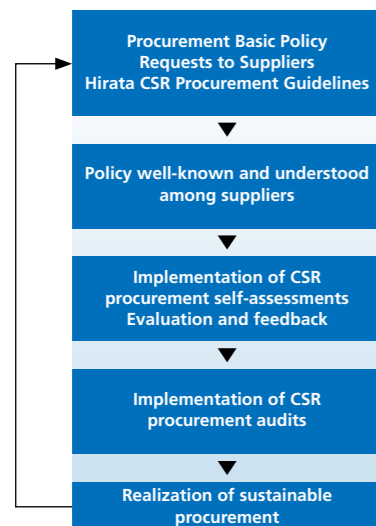 Procurement Basic Policy
Requests to Suppliers
Hirata CSR Procurement Guidelines
Policy well-known and understood
among suppliers
Implementation of CSR
procurement self-assessments
Evaluation and feedback
Implementation of CSR
procurement audits
Realization of sustainable
procurement